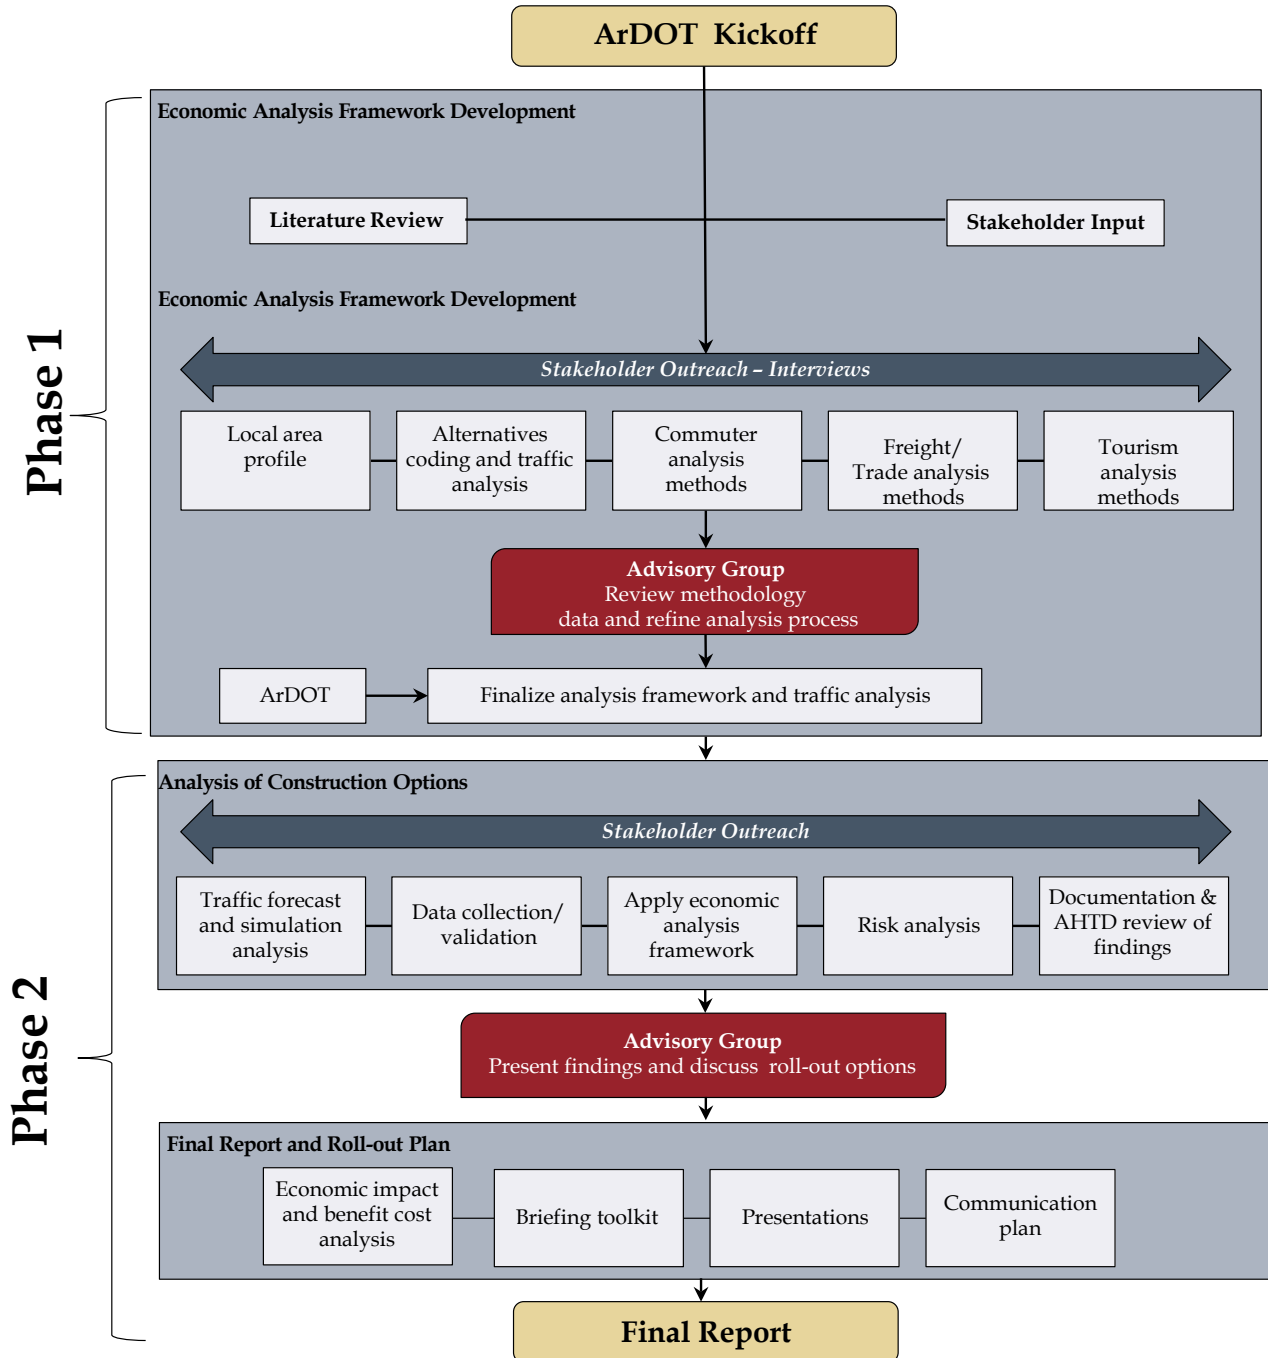 ArDOT Kickoff
Phase 1
Economic Analysis Framework Development
Literature Review
Stakeholder Input
Economic Analysis Framework Development
Stakeholder Outreach – Interviews
Local area
profile
Alternatives
coding and traffic
analysis
Commuter
analysis
methods
Freight/
Trade analysis
methods
Tourism
analysis
methods
Advisory Group
Review methodology
data and refine analysis process
ArDOT
Finalize analysis framework and traffic analysis
Phase 2
Analysis of Construction Options
Stakeholder Outreach
Traffic forecast
and simulation
analysis
Data collection/
validation
Apply economic
analysis
framework
Risk analysis
Documentation &
AHTD review of
findings
Advisory Group
Present findings and discuss roll-out options
Final Report and Roll-out Plan
Economic impact
and benefit cost
analysis
Briefing toolkit
Presentations
Communication
plan
Final Report